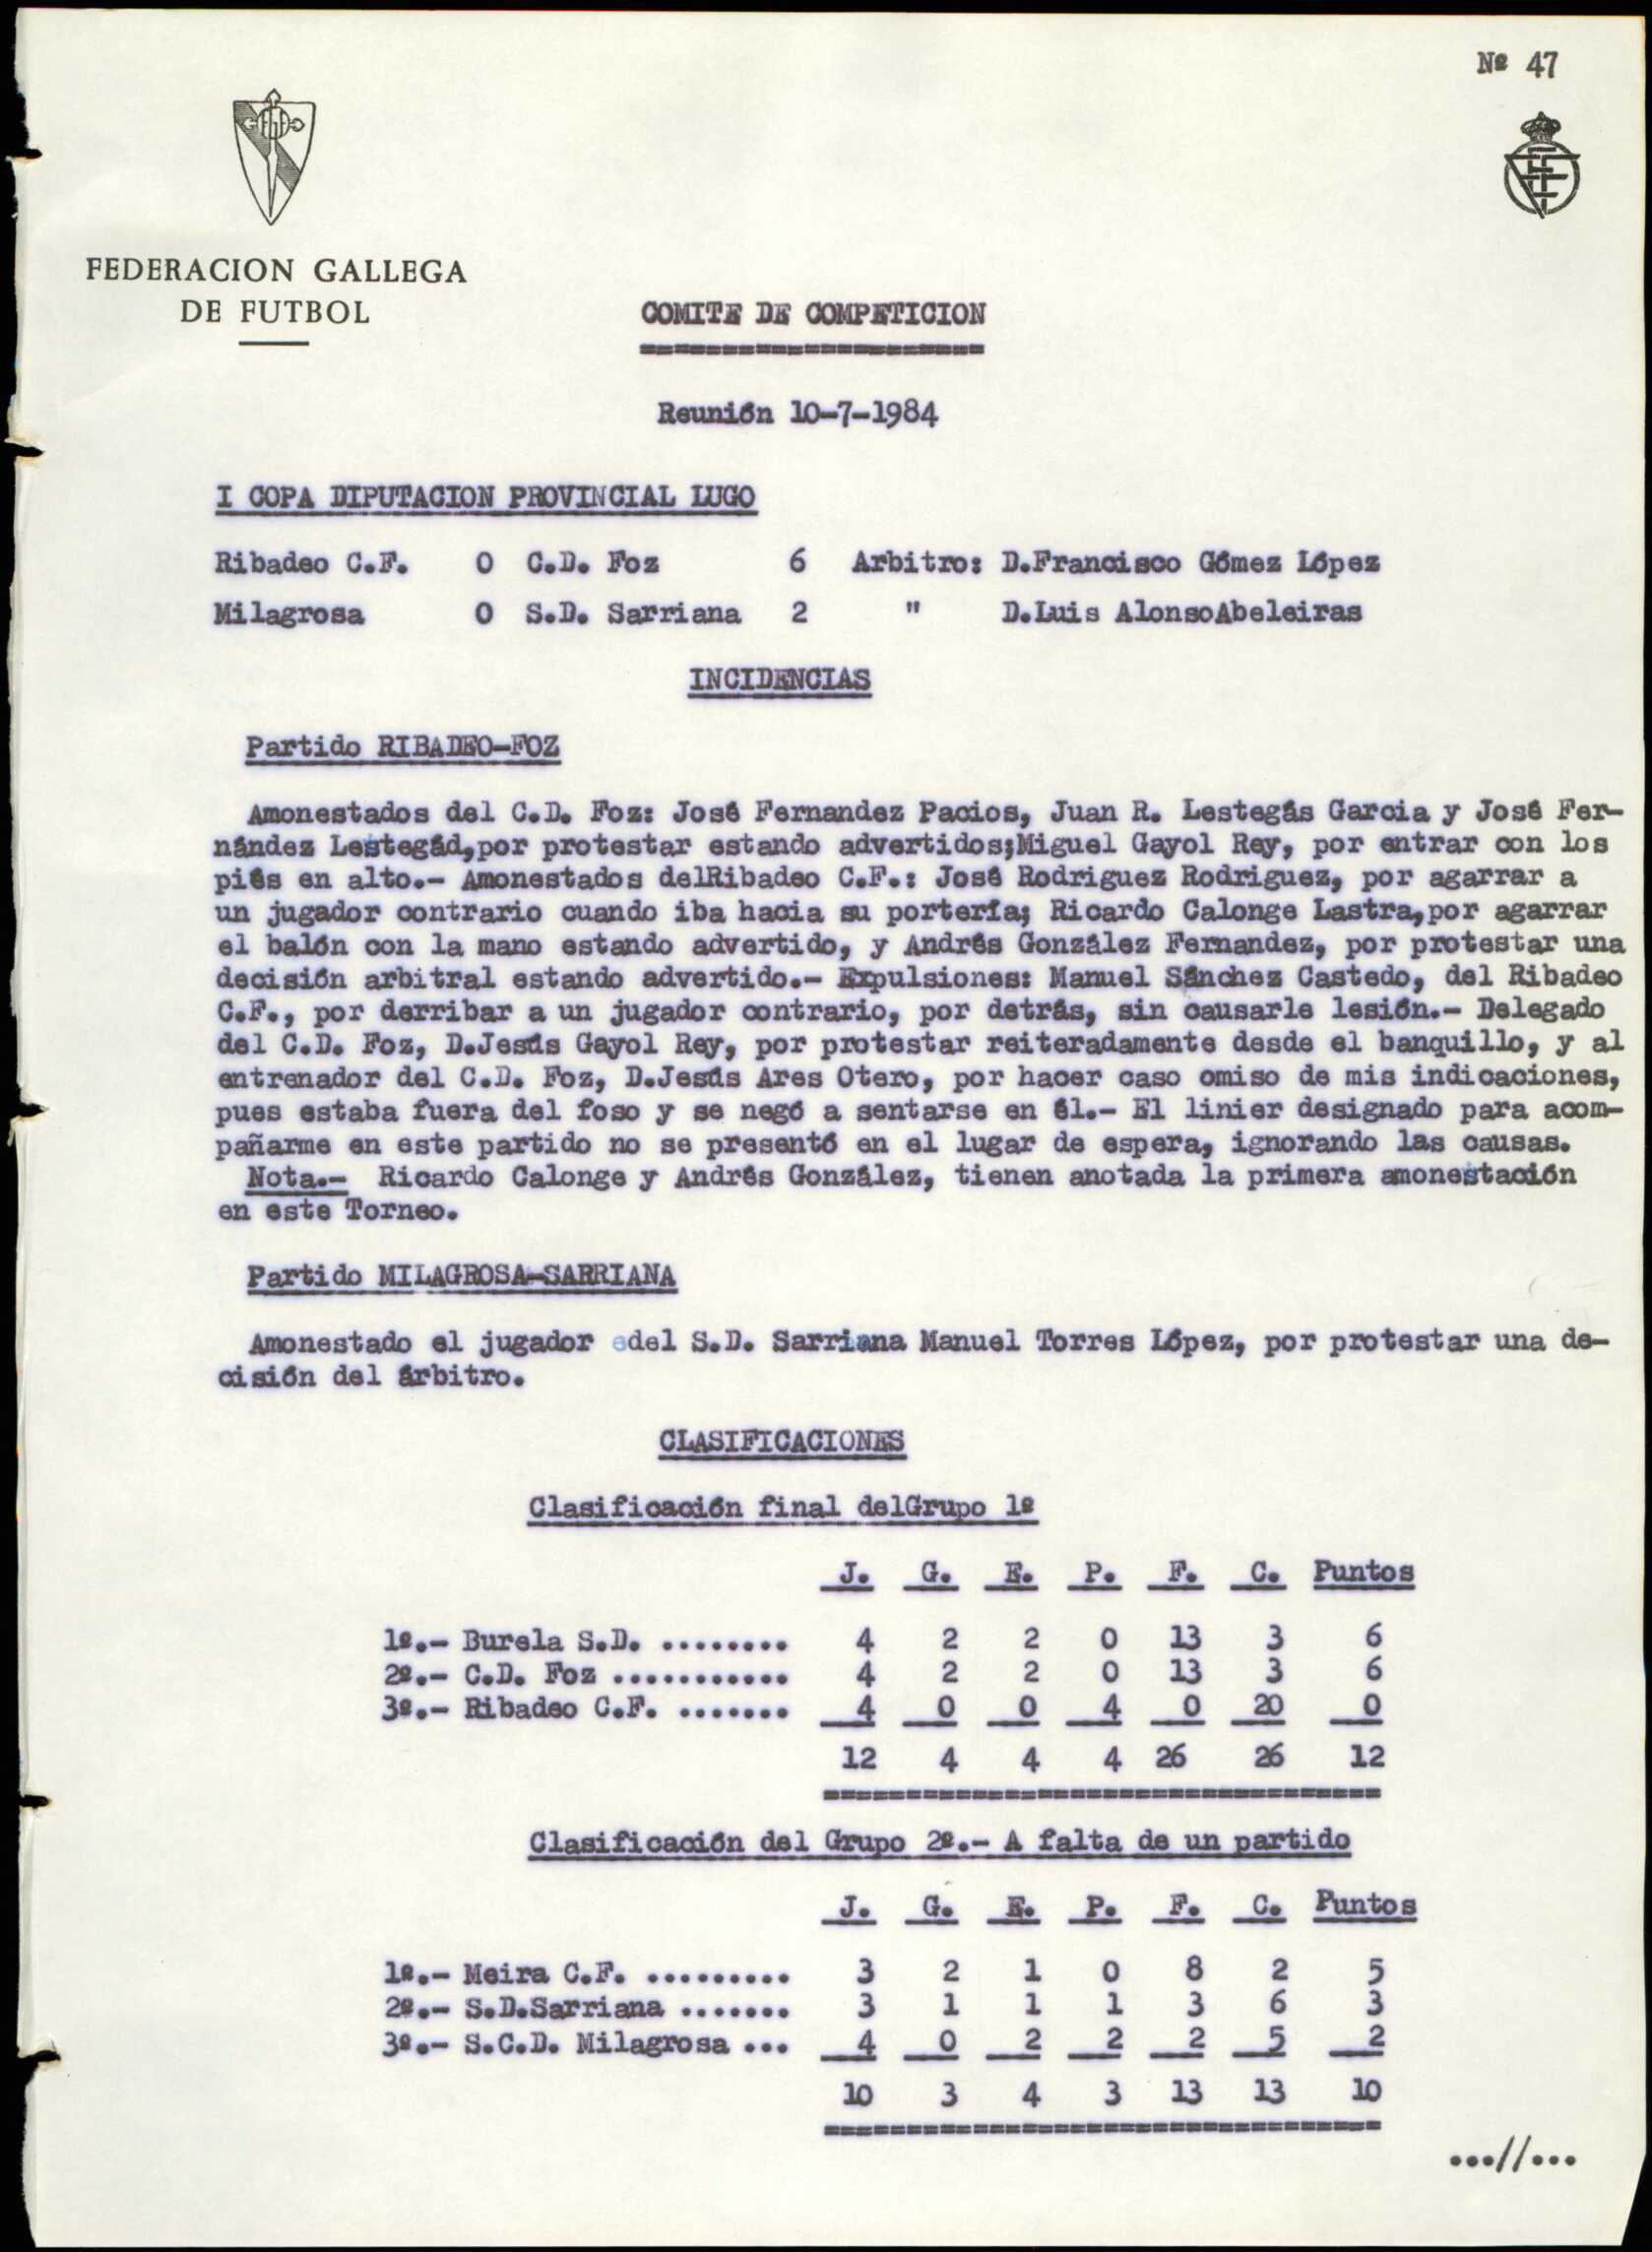 Nº 47
FEDERACION GALLEGA
DE FUTBOL
COMITE DE COMPETICION
=====================
Reunión 10-7-1984
I COPA DIPUTACION PROVINCIAL LUGO
Ribadeo C.F. 0 C.D. Foz 6 Arbitro: D.Francisco Gómez López
Milagrosa 0 S.D. Sarriana 2 " D.Luis AlonsoAbeleiras
INCIDENCIAS
Partido RIBADEO-FOZ
Amonestados del C.D. Foz: José Fernandez Pacios, Juan R. Lestegás Garcia y José Fer-
nández Lestegád,por protestar estando advertidos;Miguel Gayol Rey, por entrar con los
piés en alto.- Amonestados delRibadeo C.F.: José Rodriguez Rodriguez, por agarrar a
un jugador contrario cuando iba hacia su portería; Ricardo Calonge Lastra,por agarrar
el balón con la mano estando advertido, y Andrés González Fernandez, por protestar una
decisión arbitral estando advertido.- Expulsiones: Manuel Sánchez Castedo, del Ribadeo
C.F., por derribar a un jugador contrario, por detrás, sin causarle lesión.- Delegado
del C.D. Foz, D.Jesús Gayol Rey, por protestar reiteradamente desde el banquillo, y al
entrenador del C.D. Foz, D.Jesús Ares Otero, por hacer caso omiso de mis indicaciones,
pues estaba fuera del foso y se negó a sentarse en él.- El linier designado para acom-
pañarme en este partido no se presentó en el lugar de espera, ignorando las causas.
Nota.- Ricardo Calonge y Andrés González, tienen anotada la primera amonestación
en este Torneo.
Partido MILAGROSA-SARRIANA
Amonestado el jugador edel S.D. Sarriana Manuel Torres López, por protestar una de-
cisión del árbitro.
CLASIFICACIONES
Clasificación final delGrupo 1º
J. G. E. P. F. C. Puntos
1º.- Burela S.D. ........ 4 2 2 0 13 3 6
2º.- C.D. Foz ........... 4 2 2 0 13 3 6
3º.- Ribadeo C.F. ....... 4 0 0 4 0 20 0
12 4 4 4 26 26 12
==================================
Clasificación del Grupo 2º.- A falta de un partido
J. G. E. P. F. C. Puntos
1º.- Meira C.F. ......... 3 2 1 0 8 2 5
2º.- S.D.Sarriana ....... 3 1 1 1 3 6 3
3º.- S.C.D. Milagrosa ... 4 0 2 2 2 5 2
10 3 4 3 13 13 10
==================================
...//...